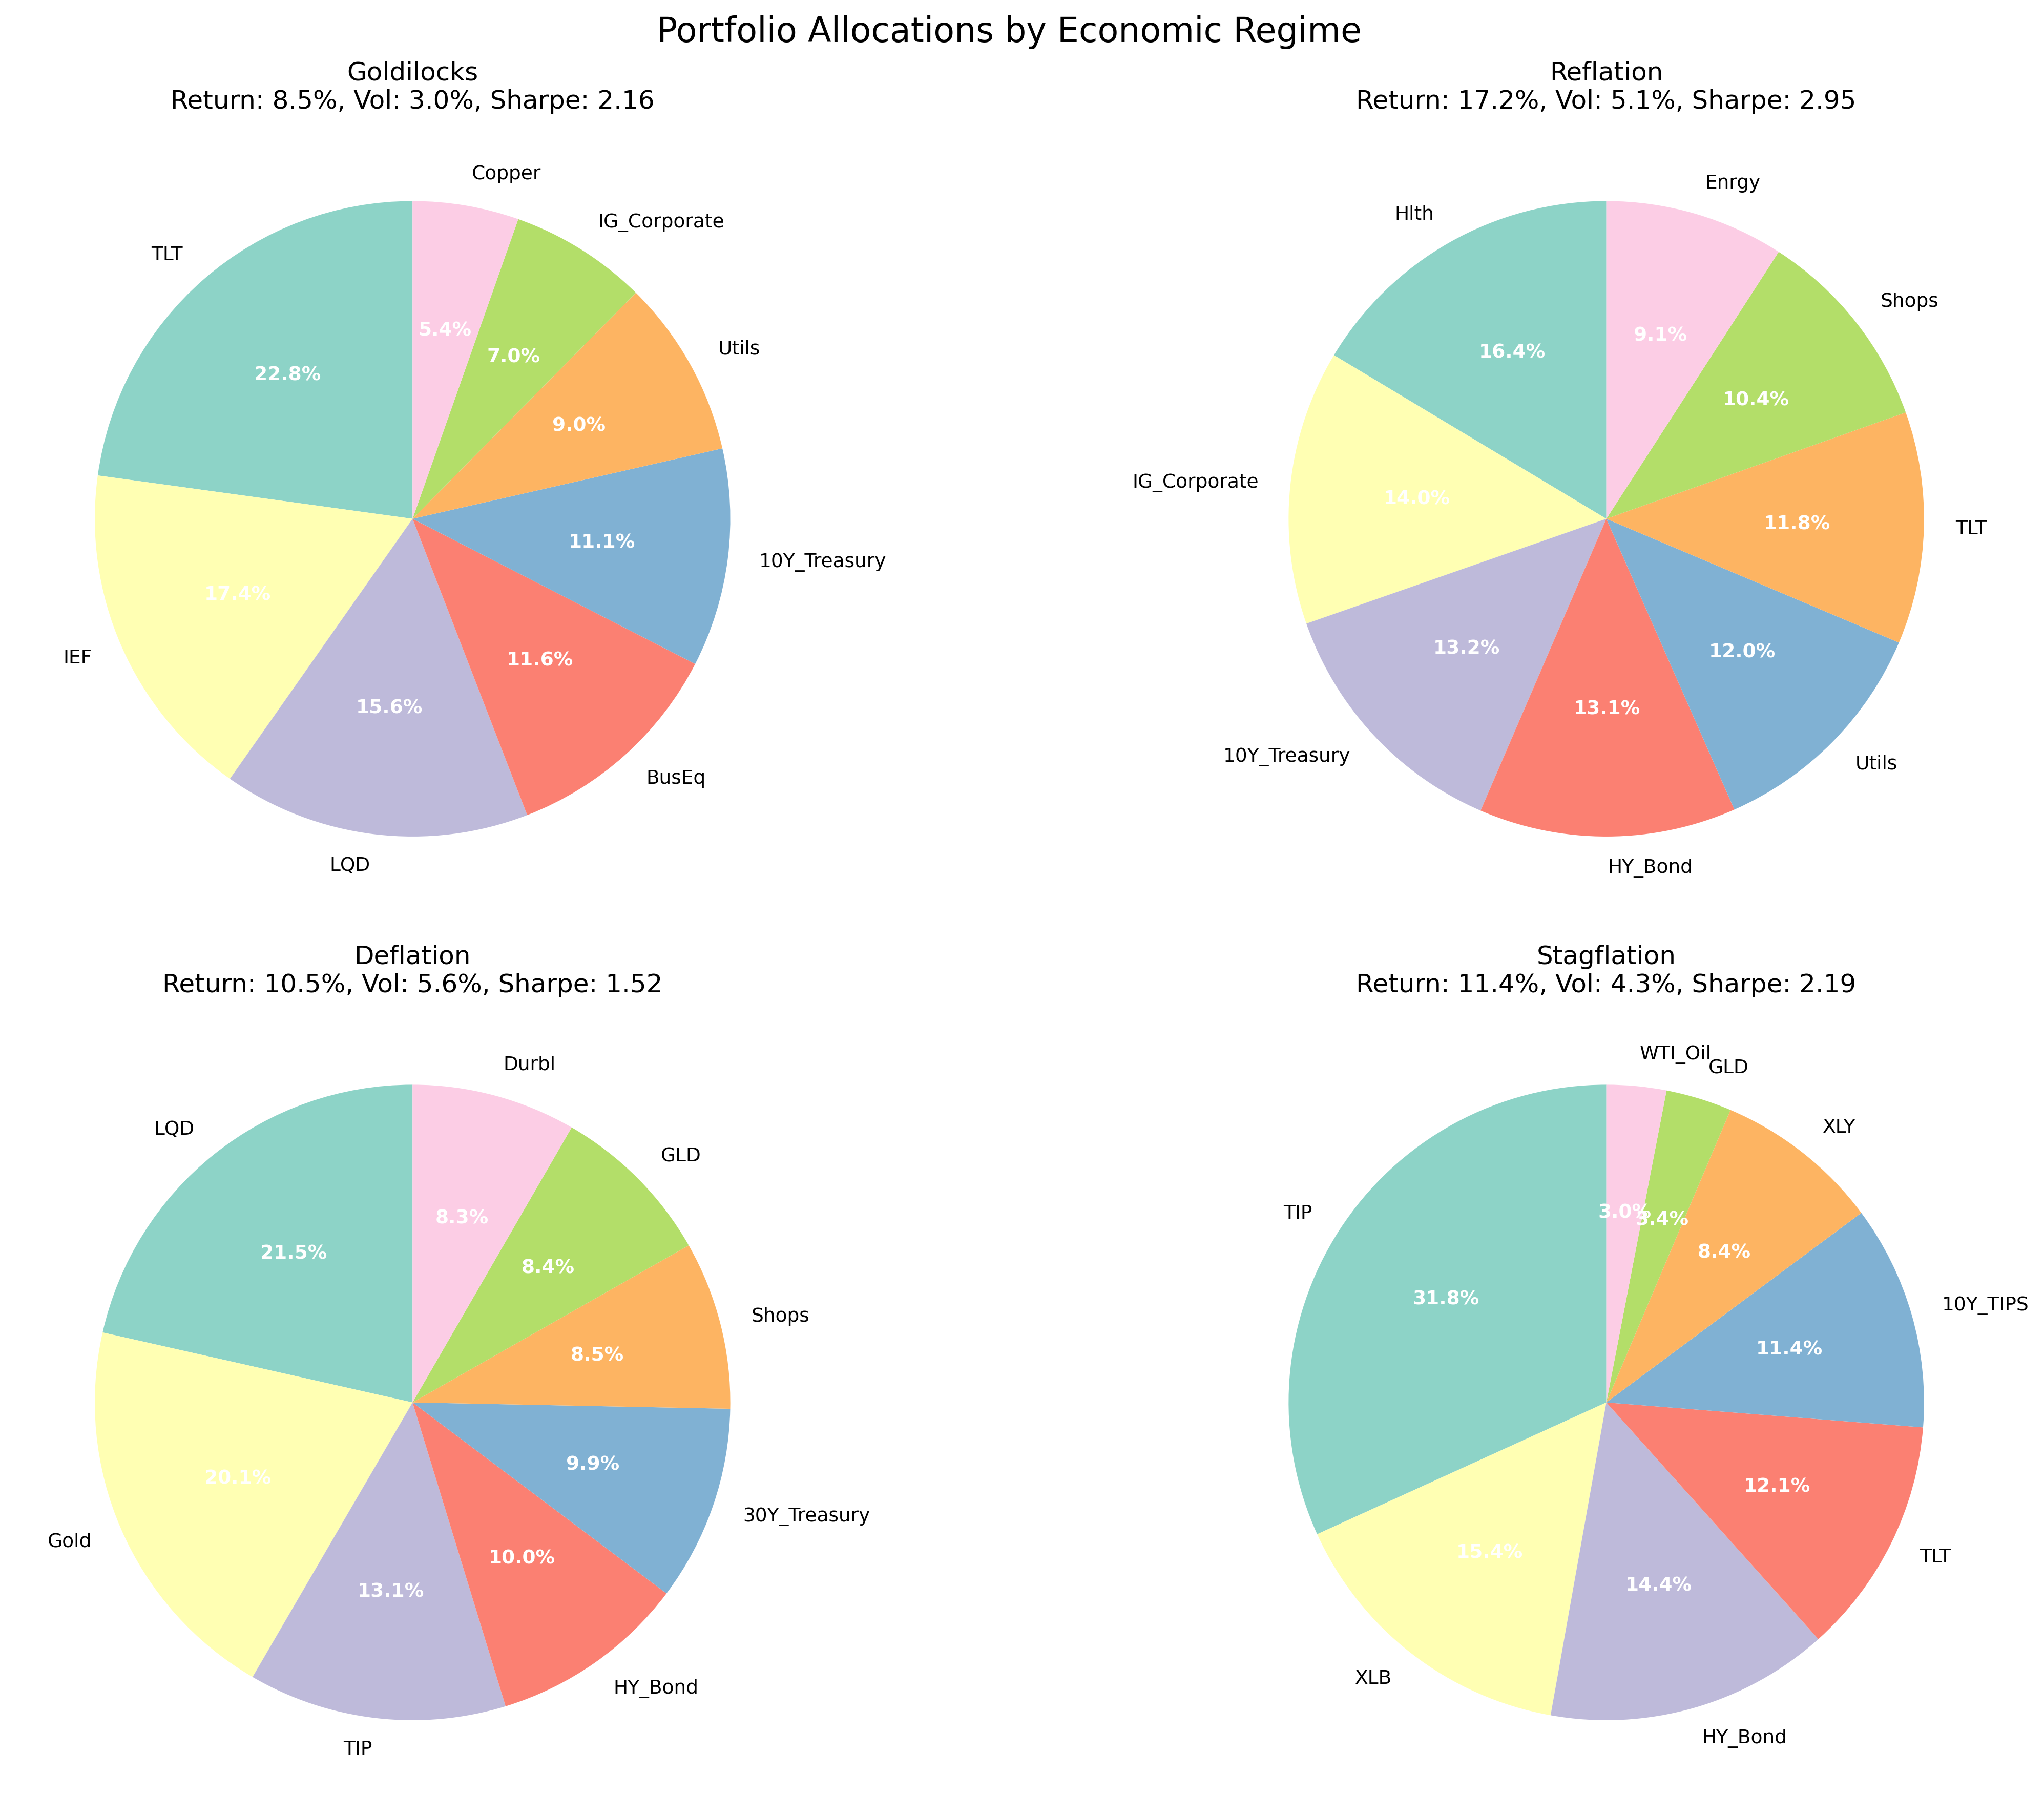 Portfolio Allocations by Economic Regime
Goldilocks
Return: 8.5%, Vol: 3.0%, Sharpe: 2.16
Copper
IG_Corporate
TLT
Utils
5.4%
7.0%
22.8%
9.0%
11.1%
10Y_Treasury
17.4%
IEF
11.6%
15.6%
BusEq
LQD
Reflation
Return: 17.2%, Vol: 5.1%, Sharpe: 2.95
Enrgy
Hlth
Shops
9.1%
16.4%
10.4%
IG_Corporate
14.0%
11.8%
TLT
13.2%
12.0%
13.1%
10Y_Treasury
Utils
HY_Bond
Deflation
Return: 10.5%, Vol: 5.6%, Sharpe: 1.52
Durbl
LQD
GLD
8.3%
21.5%
8.4%
Shops
8.5%
20.1%
9.9%
30Y_Treasury
Gold
10.0%
13.1%
HY_Bond
TIP
Stagflation
Return: 11.4%, Vol: 4.3%, Sharpe: 2.19
WTI_Oil
GLD
XLY
TIP
3.0%
3.4%
8.4%
31.8%
10Y_TIPS
11.4%
12.1%
15.4%
14.4%
TLT
XLB
HY_Bond